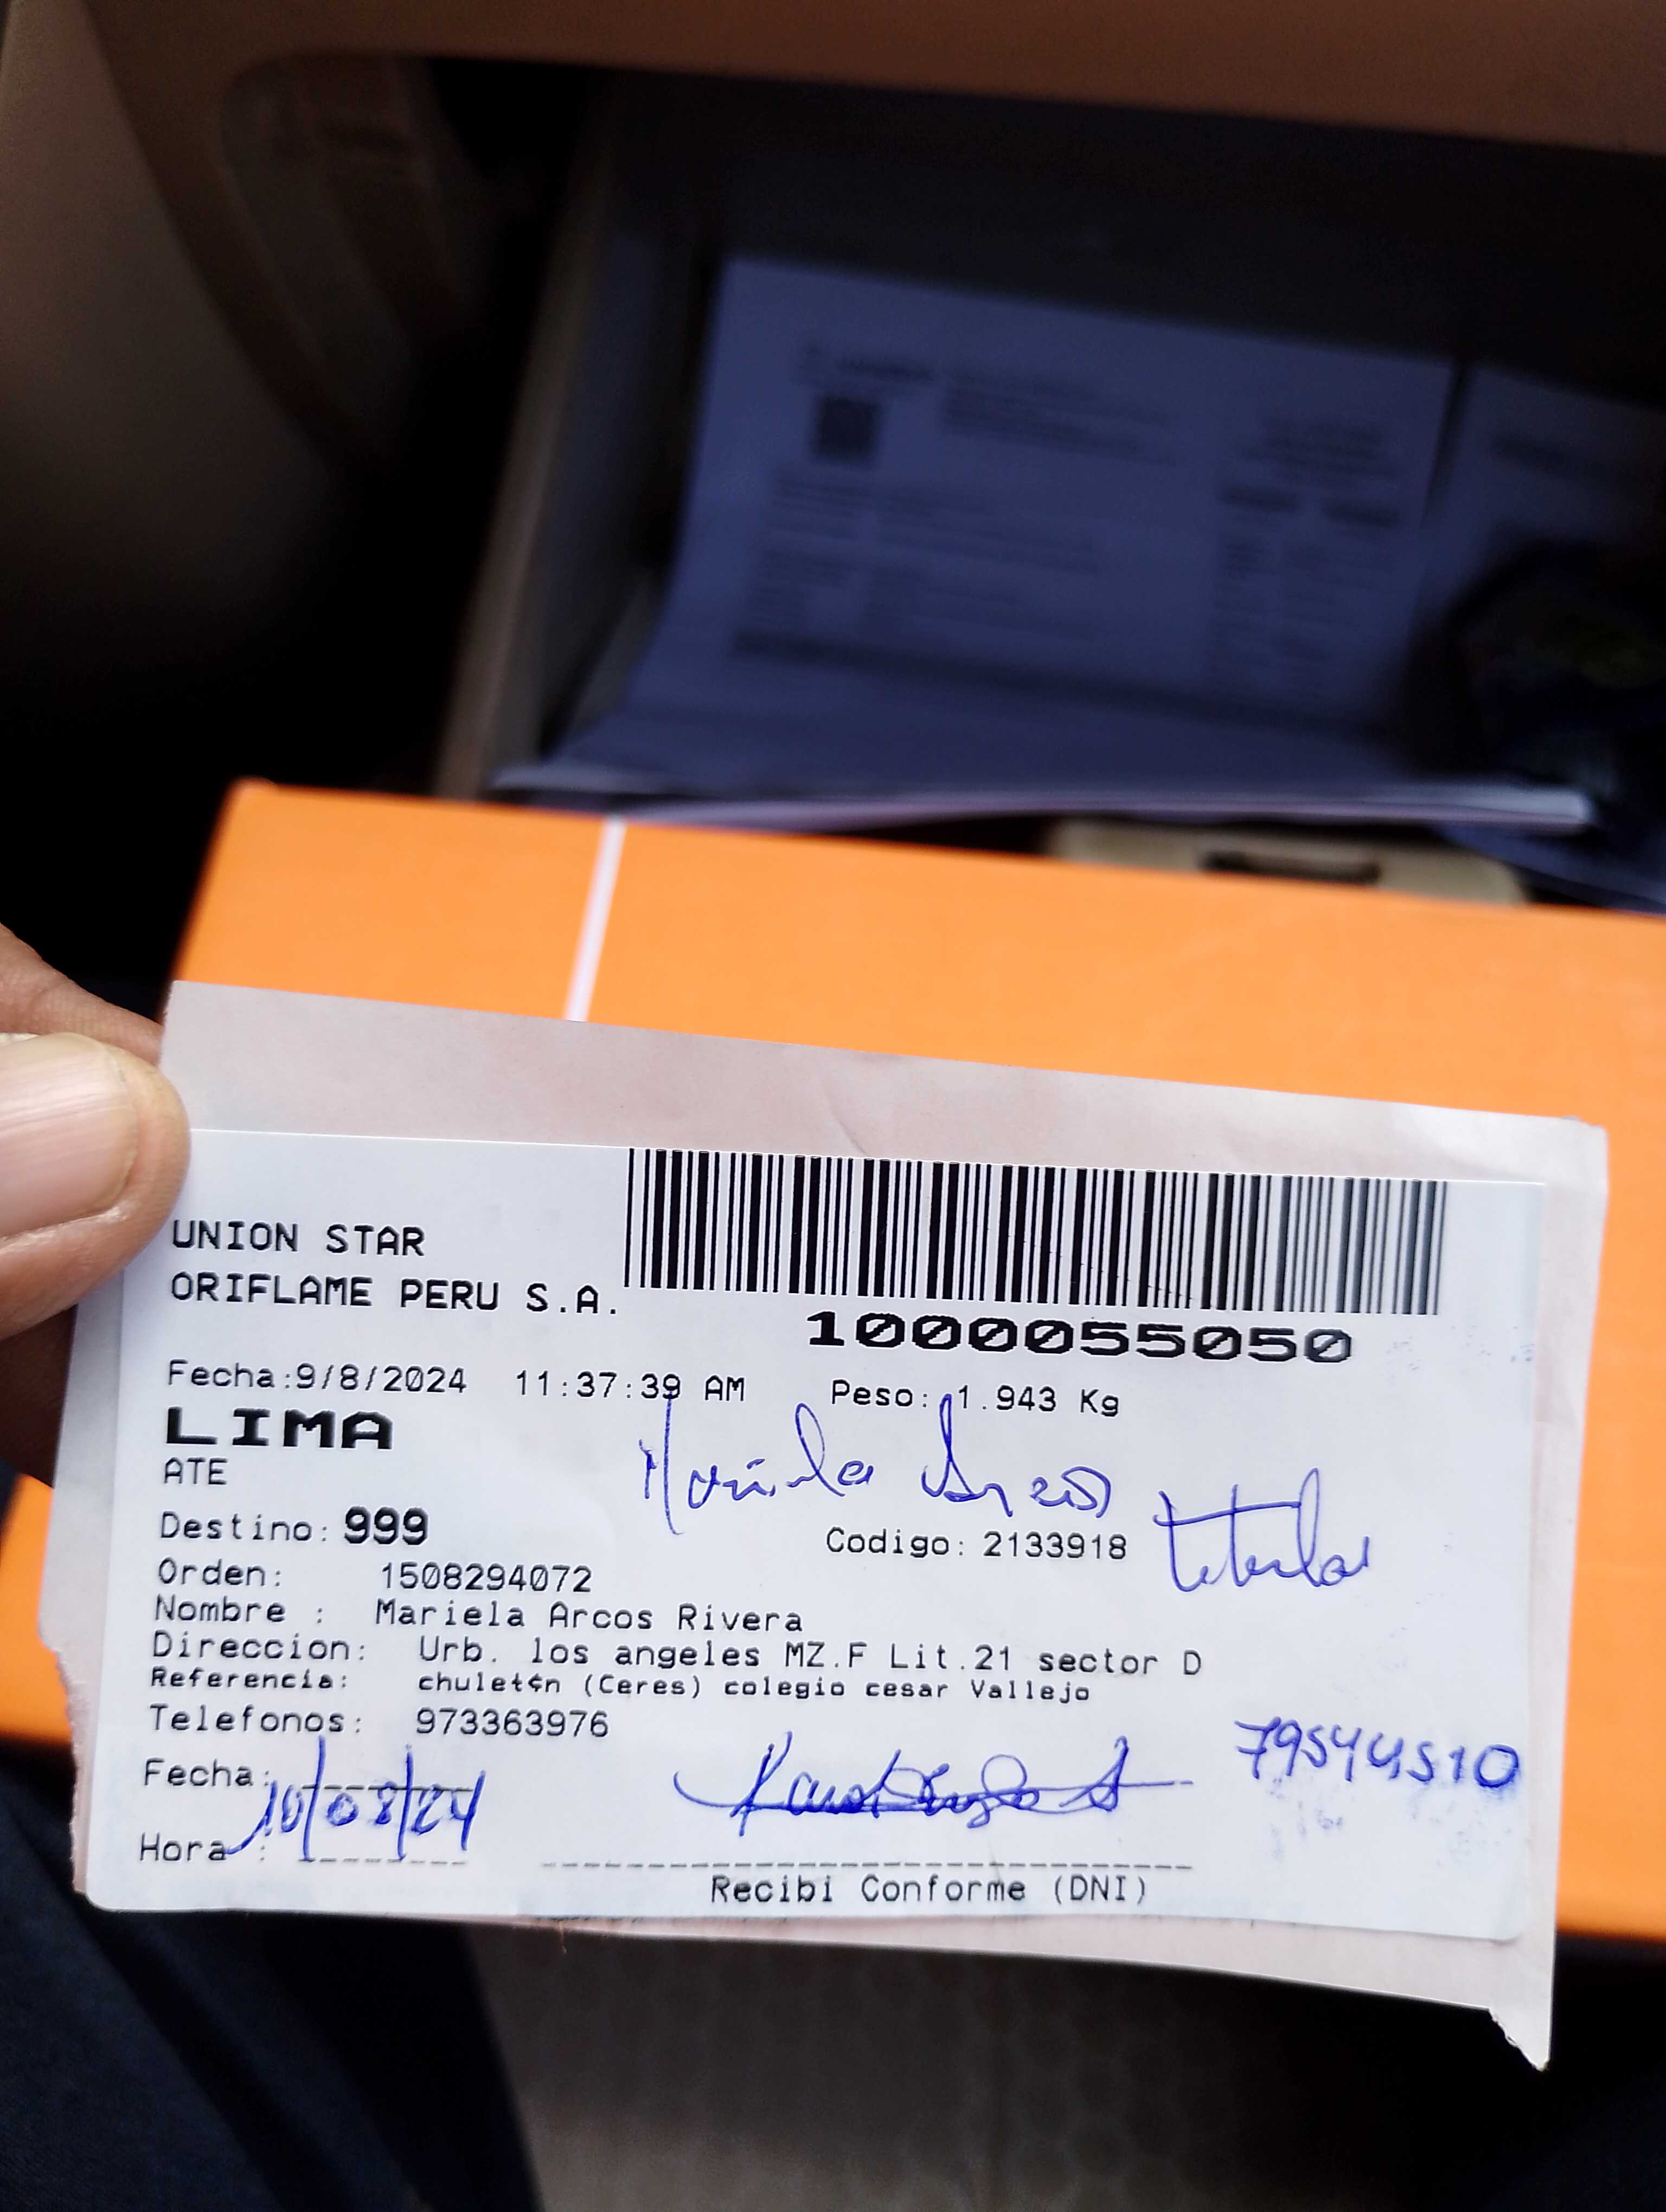 UNION STAR
ORIFLAME PERU S.A.
1000055050
Fecha:9/8/2024 11:37:39 AM Peso: 1.943 Kg
LIMA
ATE
Mariela Arcos
Titular
Destino: 999 Codigo: 2133918
Orden: 1508294072
Nombre : Mariela Arcos Rivera
Direccion: Urb. los angeles MZ.F Lit.21 sector D
Referencia: chulet¢n (Ceres) colegio cesar Vallejo
Telefonos: 973363976
Fecha: 10/08/24
79544510
Hora :
Recibi Conforme (DNI)